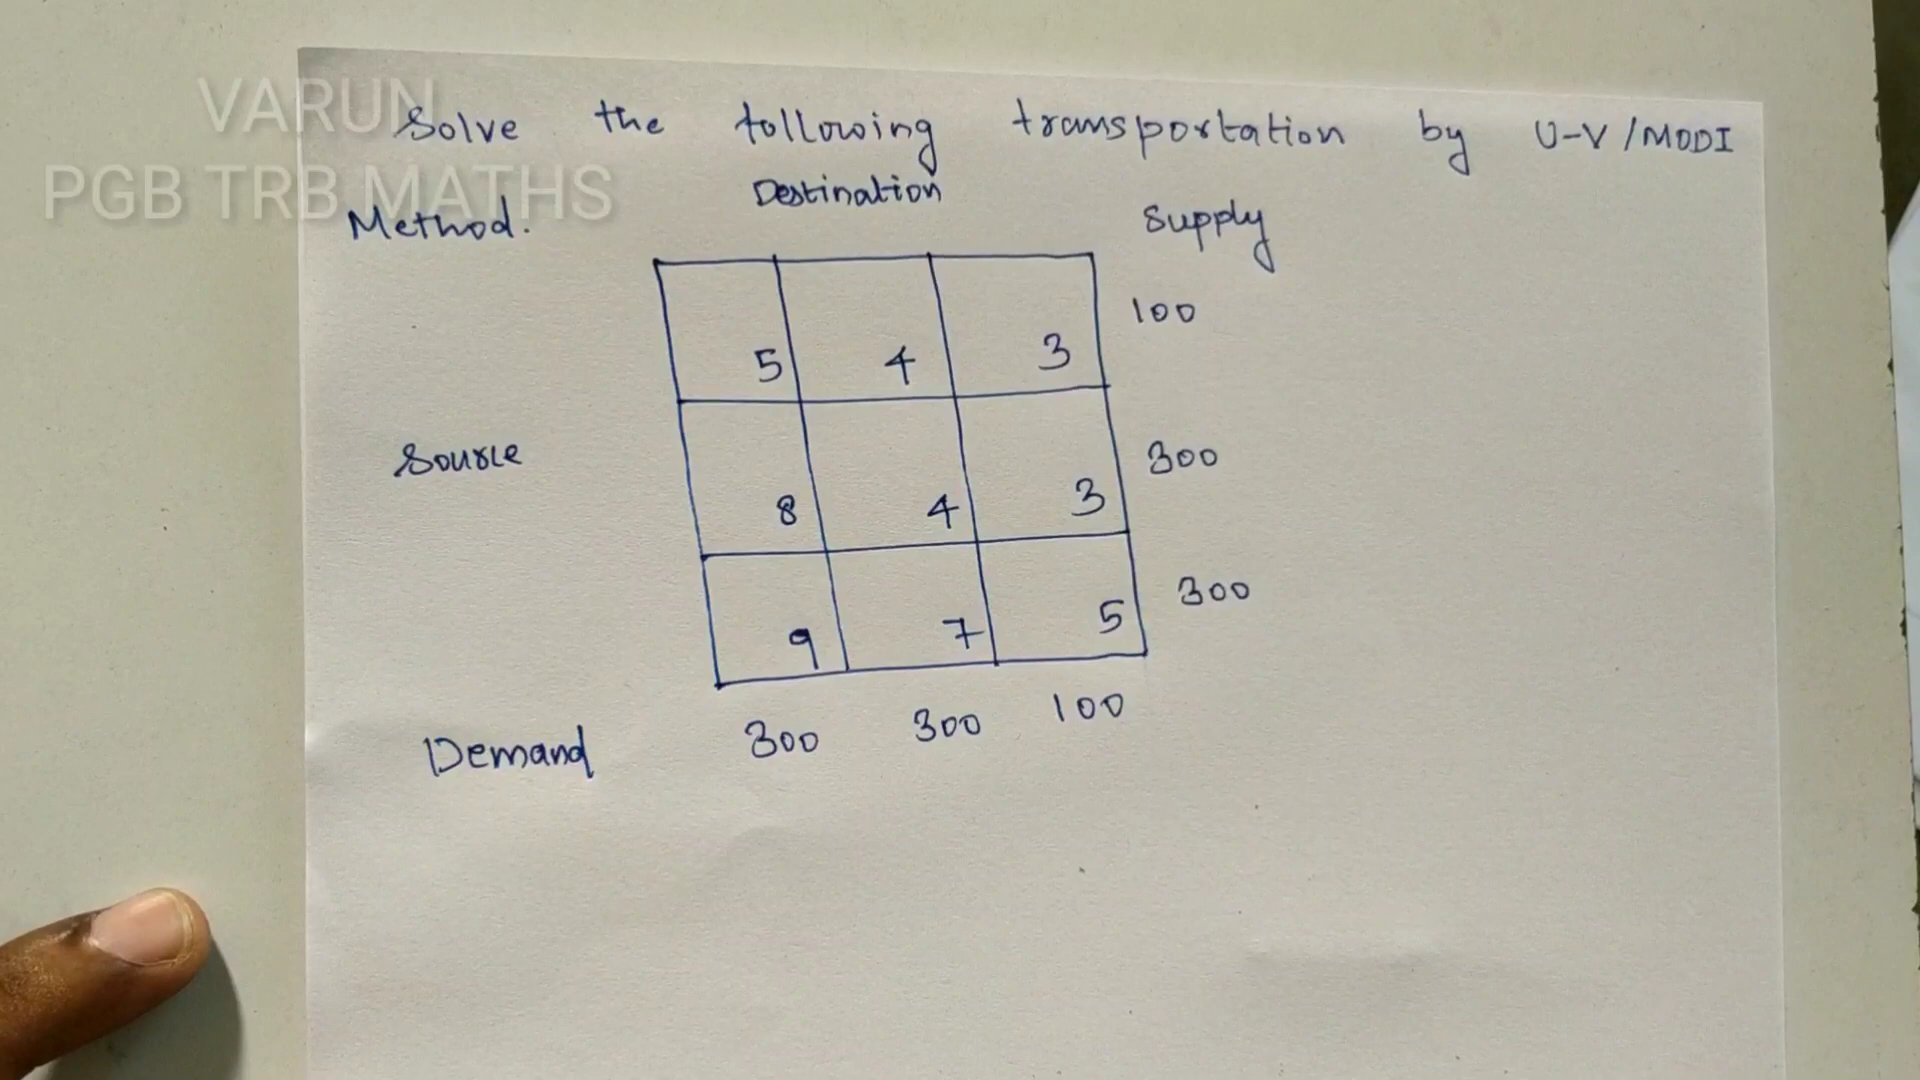 VARUN
PGB TRB MATHS
Solve the following transportation by U-V/MODI
Method.
Destination
Supply
5 4 3 100
Source
8 4 3 300
9 7 5 300
Demand 300 300 100